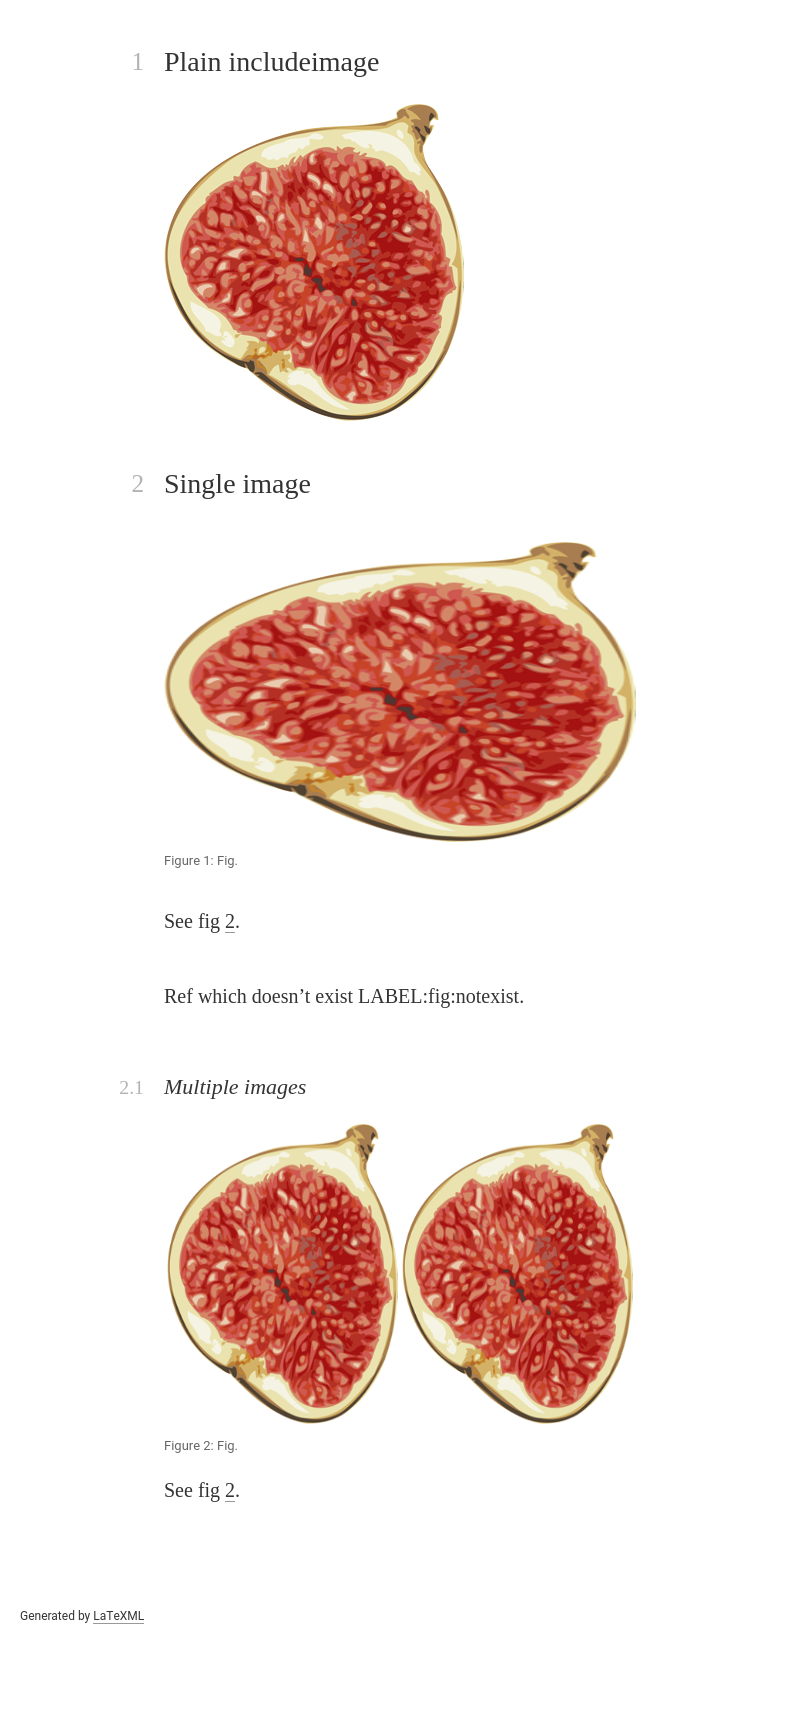 1 Plain includeimage
2 Single image
Figure 1: Fig.
See fig 2.
Ref which doesn’t exist LABEL:fig:notexist.
2.1 Multiple images
Figure 2: Fig.
See fig 2.
Generated by LaTeXML